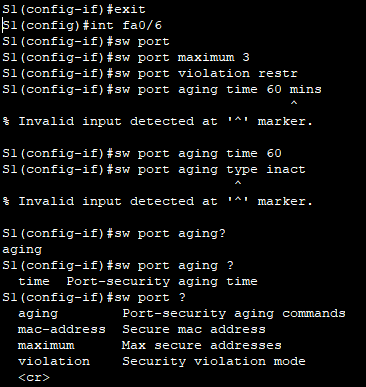 S1(config-if)#exit
S1(config)#int fa0/6
S1(config-if)#sw port
S1(config-if)#sw port maximum 3
S1(config-if)#sw port violation restr
S1(config-if)#sw port aging time 60 mins
^
% Invalid input detected at '^' marker.
S1(config-if)#sw port aging time 60
S1(config-if)#sw port aging type inact
^
% Invalid input detected at '^' marker.
S1(config-if)#sw port aging?
aging
S1(config-if)#sw port aging ?
time Port-security aging time
S1(config-if)#sw port ?
aging Port-security aging commands
mac-address Secure mac address
maximum Max secure addresses
violation Security violation mode
<cr>